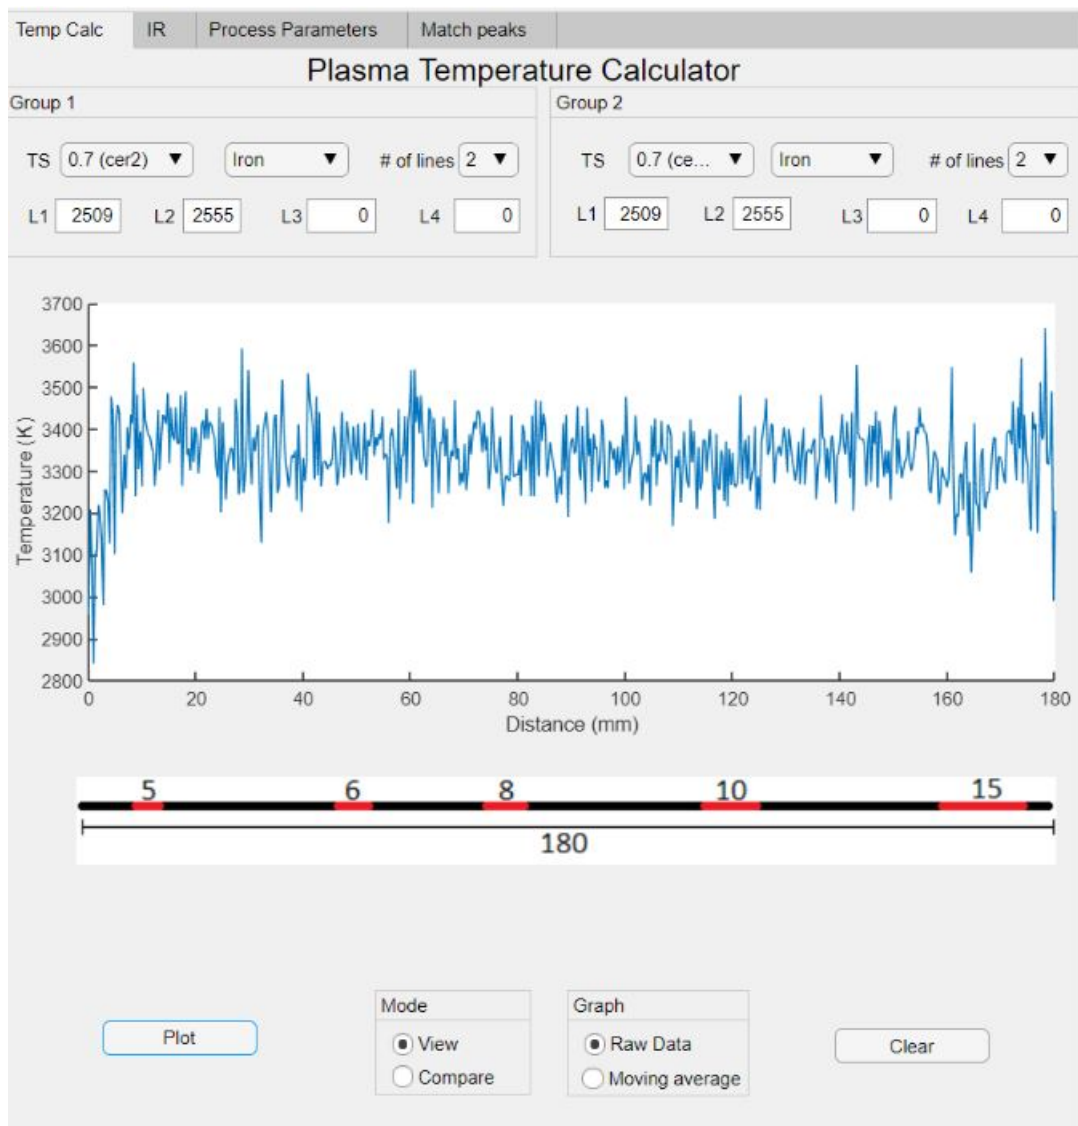 Temp Calc IR Process Parameters Match peaks
Plasma Temperature Calculator
Group 1
TS 0.7 (cer2) Iron # of lines 2
L1 2509 L2 2555 L3 0 L4 0
Group 2
TS 0.7 (ce... Iron # of lines 2
L1 2509 L2 2555 L3 0 L4 0
3700
3600
3500
3400
3300
3200
3100
3000
2900
2800
Temperature (K)
0 20 40 60 80 100 120 140 160 180
Distance (mm)
5 6 8 10 15
180
Plot
Mode
View
Compare
Graph
Raw Data
Moving average
Clear